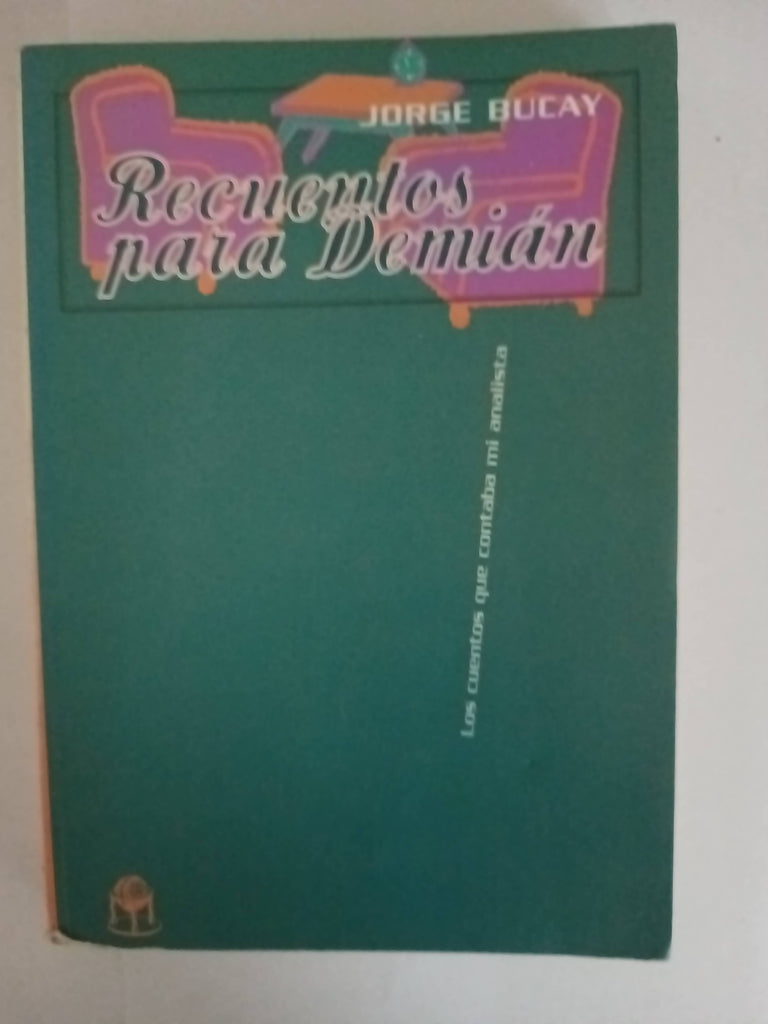 JORGE BUCAY
Recuentos
para Demián
Los cuentos que contaba mi analista